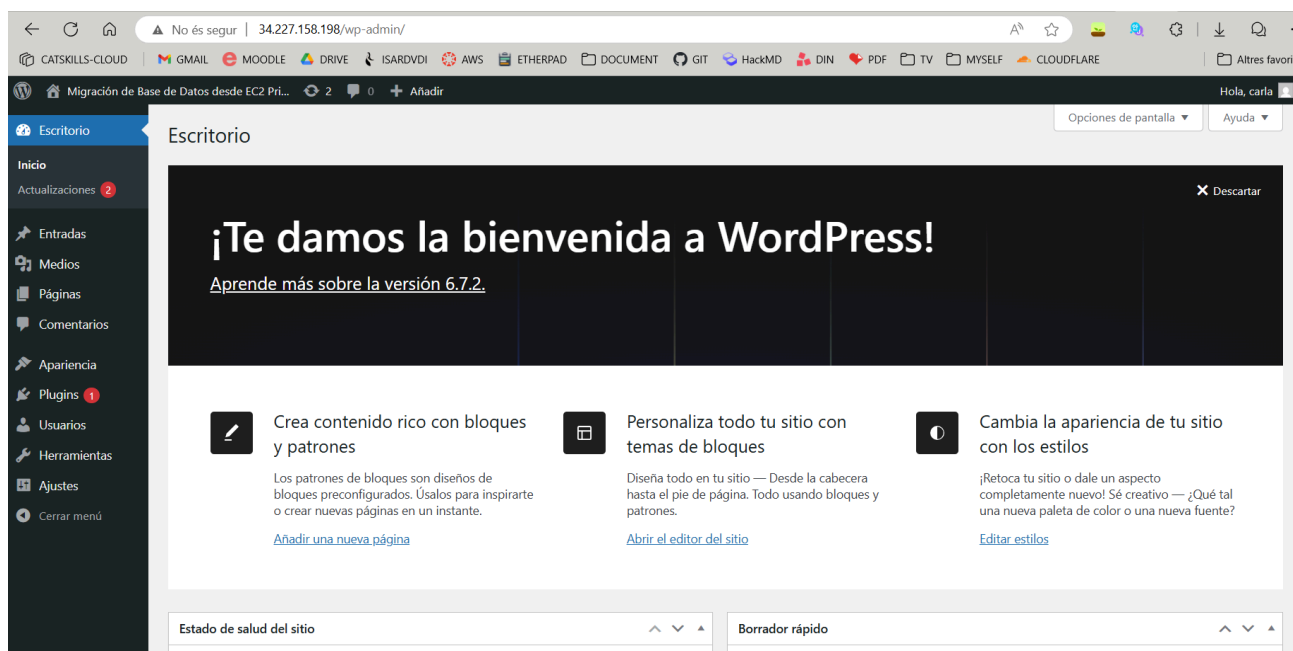 No és segur 34.227.158.198/wp-admin/
CATSKILLS-CLOUD GMAIL MOODLE DRIVE ISARDVDI AWS ETHERPAD DOCUMENT GIT HackMD DIN PDF TV MYSELF CLOUDFLARE Altres favori
Migración de Base de Datos desde EC2 Pri... 2 0 Añadir Hola, carla
Escritorio
Opciones de pantalla
Ayuda
Inicio
Actualizaciones 2
Entradas
Medios
Páginas
Comentarios
Apariencia
Plugins 1
Usuarios
Herramientas
Ajustes
Cerrar menú
Escritorio
Descartar
¡Te damos la bienvenida a WordPress!
Aprende más sobre la versión 6.7.2.
Crea contenido rico con bloques
y patrones
Los patrones de bloques son diseños de
bloques preconfigurados. Úsalos para inspirarte
o crear nuevas páginas en un instante.
Añadir una nueva página
Personaliza todo tu sitio con
temas de bloques
Diseña todo en tu sitio — Desde la cabecera
hasta el pie de página. Todo usando bloques y
patrones.
Abrir el editor del sitio
Cambia la apariencia de tu sitio
con los estilos
¡Retoca tu sitio o dale un aspecto
completamente nuevo! Sé creativo — ¿Qué tal
una nueva paleta de color o una nueva fuente?
Editar estilos
Estado de salud del sitio
Borrador rápido